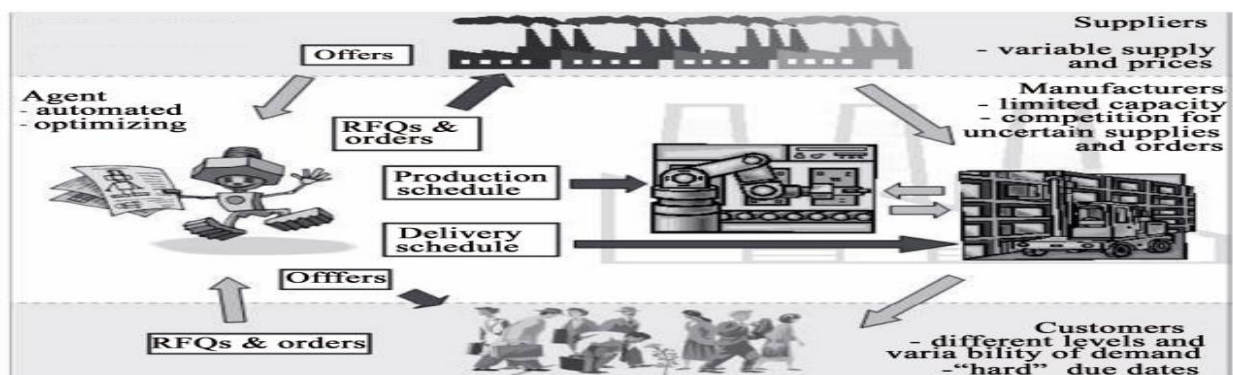 Suppliers
- variable supply
and prices
Offers
Agent
- automated
- optimizing
RFQs &
orders
Manufacturers
- limited capacity
- competition for
uncertain supplies
and orders
Production
schedule
Delivery
schedule
Offfers
RFQs & orders
Customers
- different levels and
varia bility of demand
-“hard” due dates